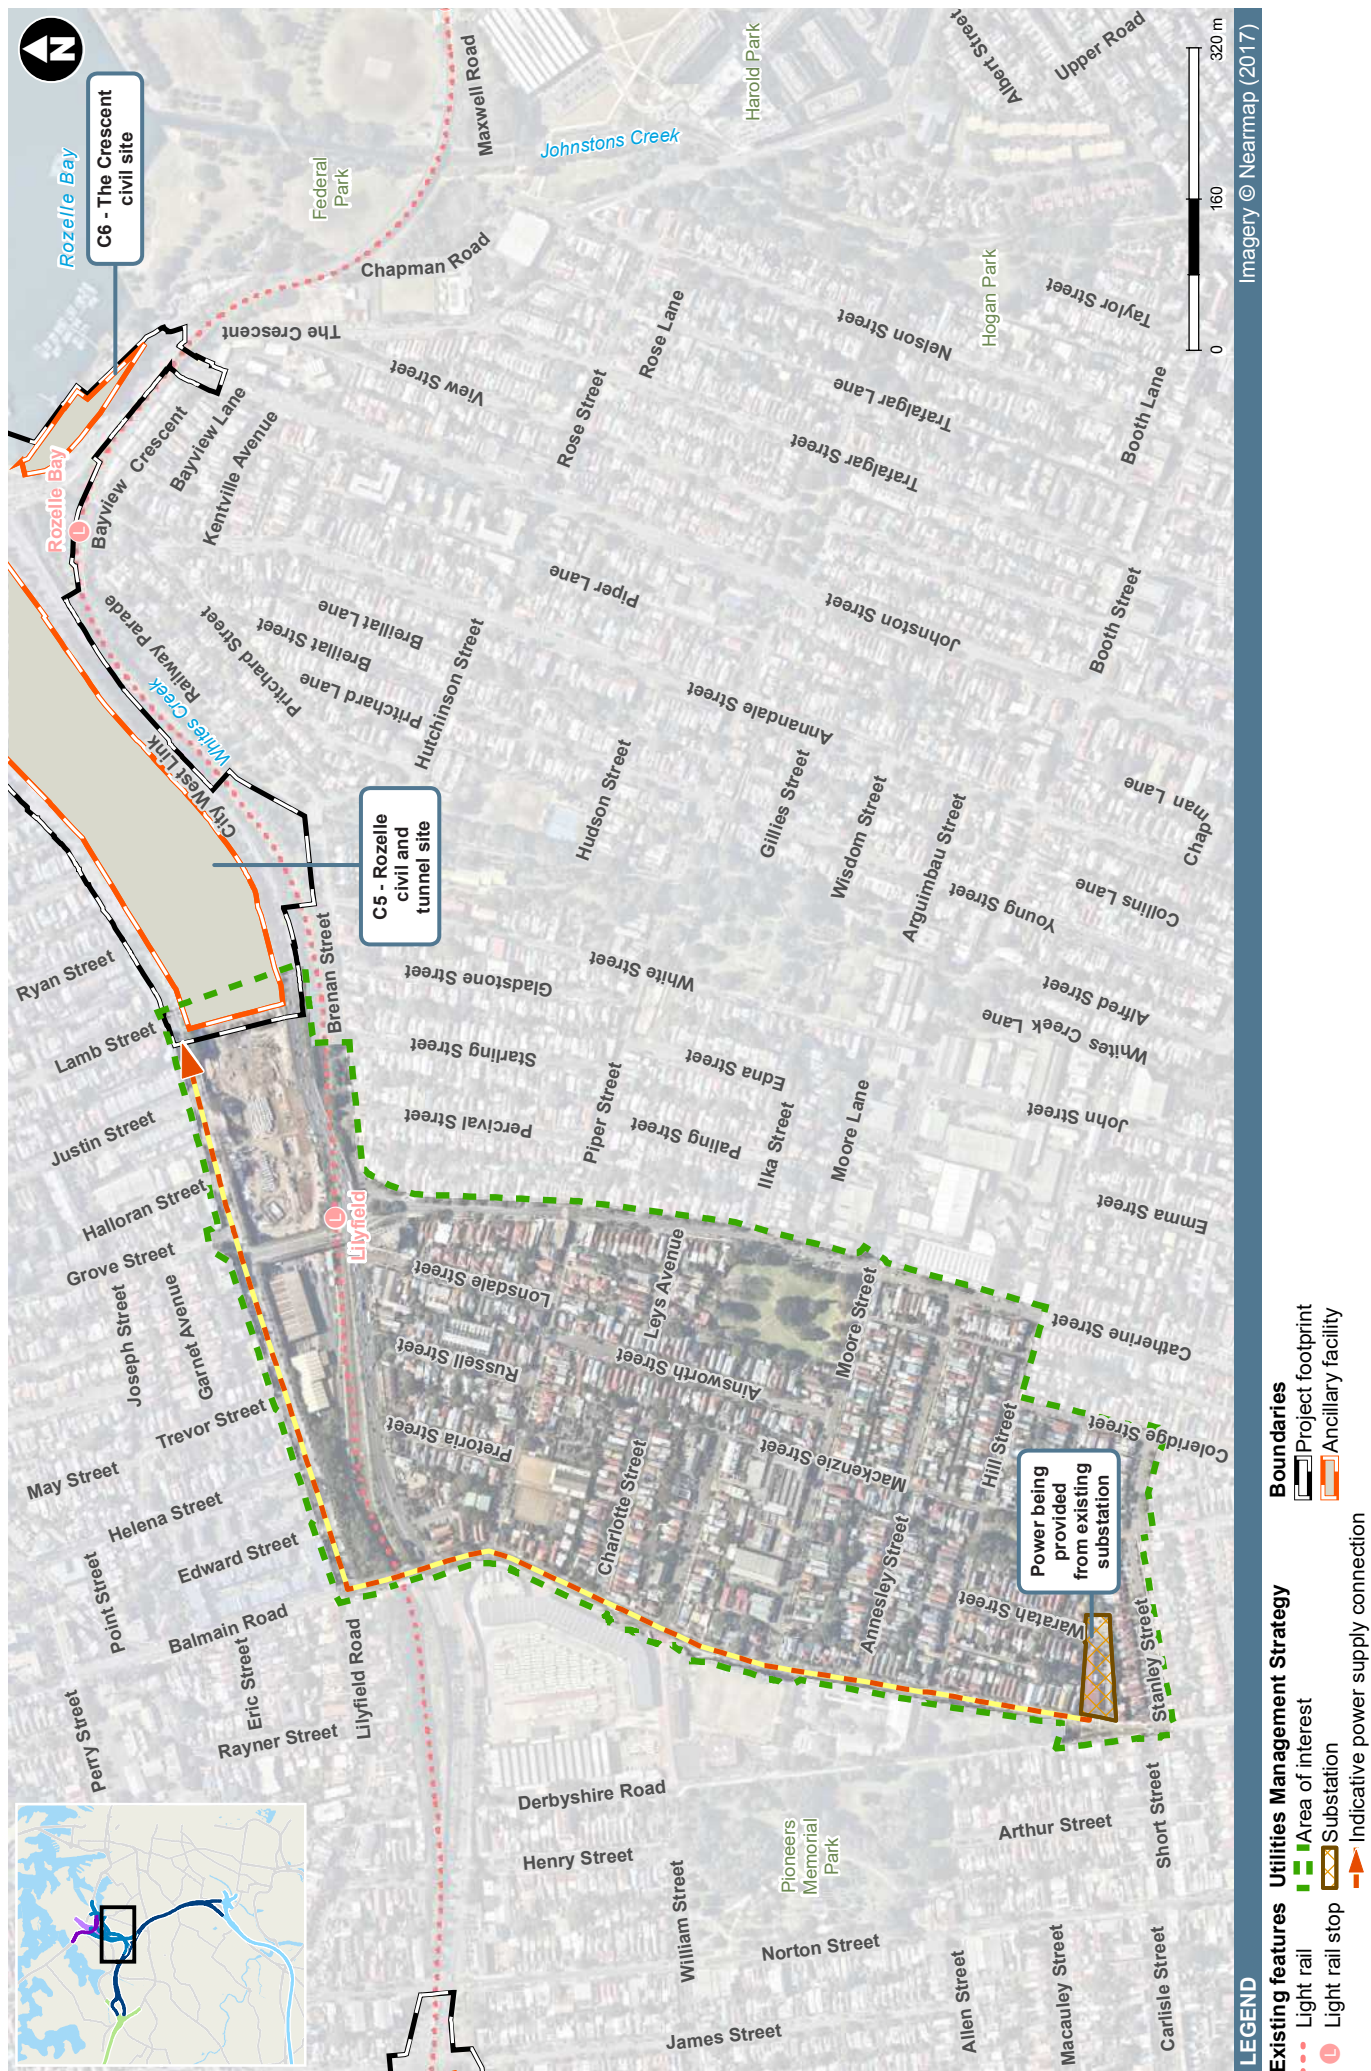 N
Rozelle Bay
C6 - The Crescent
civil site
Federal
Park
Maxwell Road
Johnstons Creek
Harold Park
Albert Street
Upper Road
Chapman Road
The Crescent
View Street
Rose Lane
Rose Street
Nelson Street
Hogan Park
Taylor Street
Trafalgar Lane
Trafalgar Street
Booth Lane
Rozelle Bay
L
Bayview Crescent
Bayview Lane
Kentville Avenue
Railway Parade
Whites Creek
City West Link
Pritchard Street
Breillat Lane
Breillat Street
Pritchard Lane
Hutchinson Street
Piper Lane
Johnston Street
Booth Street
Annandale Street
Hudson Street
Gillies Street
Wisdom Street
Arguimbau Street
Chapman Lane
Young Street
Collins Lane
C5 - Rozelle
civil and
tunnel site
Ryan Street
Lamb Street
Brenan Street
Gladstone Street
White Street
Alfred Street
Whites Creek Lane
Starling Street
Edna Street
Justin Street
Percival Street
Piper Street
Paling Street
Ilka Street
Moore Lane
John Street
Emma Street
Halloran Street
Grove Street
L
Lilyfield
Joseph Street
Garnet Avenue
Lonsdale Street
Leys Avenue
Moore Street
Catherine Street
Russell Street
Ainsworth Street
Trevor Street
Pretoria Street
Mackenzie Street
Hill Street
Coleridge Street
May Street
Helena Street
Edward Street
Charlotte Street
Annesley Street
Power being
provided
from existing
substation
Point Street
Balmain Road
Waratah Street
Stanley Street
Eric Street
Lilyfield Road
Perry Street
Rayner Street
Derbyshire Road
Arthur Street
Short Street
Henry Street
Pioneers
Memorial
Park
William Street
Norton Street
Allen Street
Macauley Street
Carlisle Street
James Street
0
160
320 m
LEGEND
Imagery © Nearmap (2017)
Existing features
Light rail
L
Light rail stop
Utilities Management Strategy
Area of interest
Substation
Indicative power supply connection
Boundaries
Project footprint
Ancillary facility